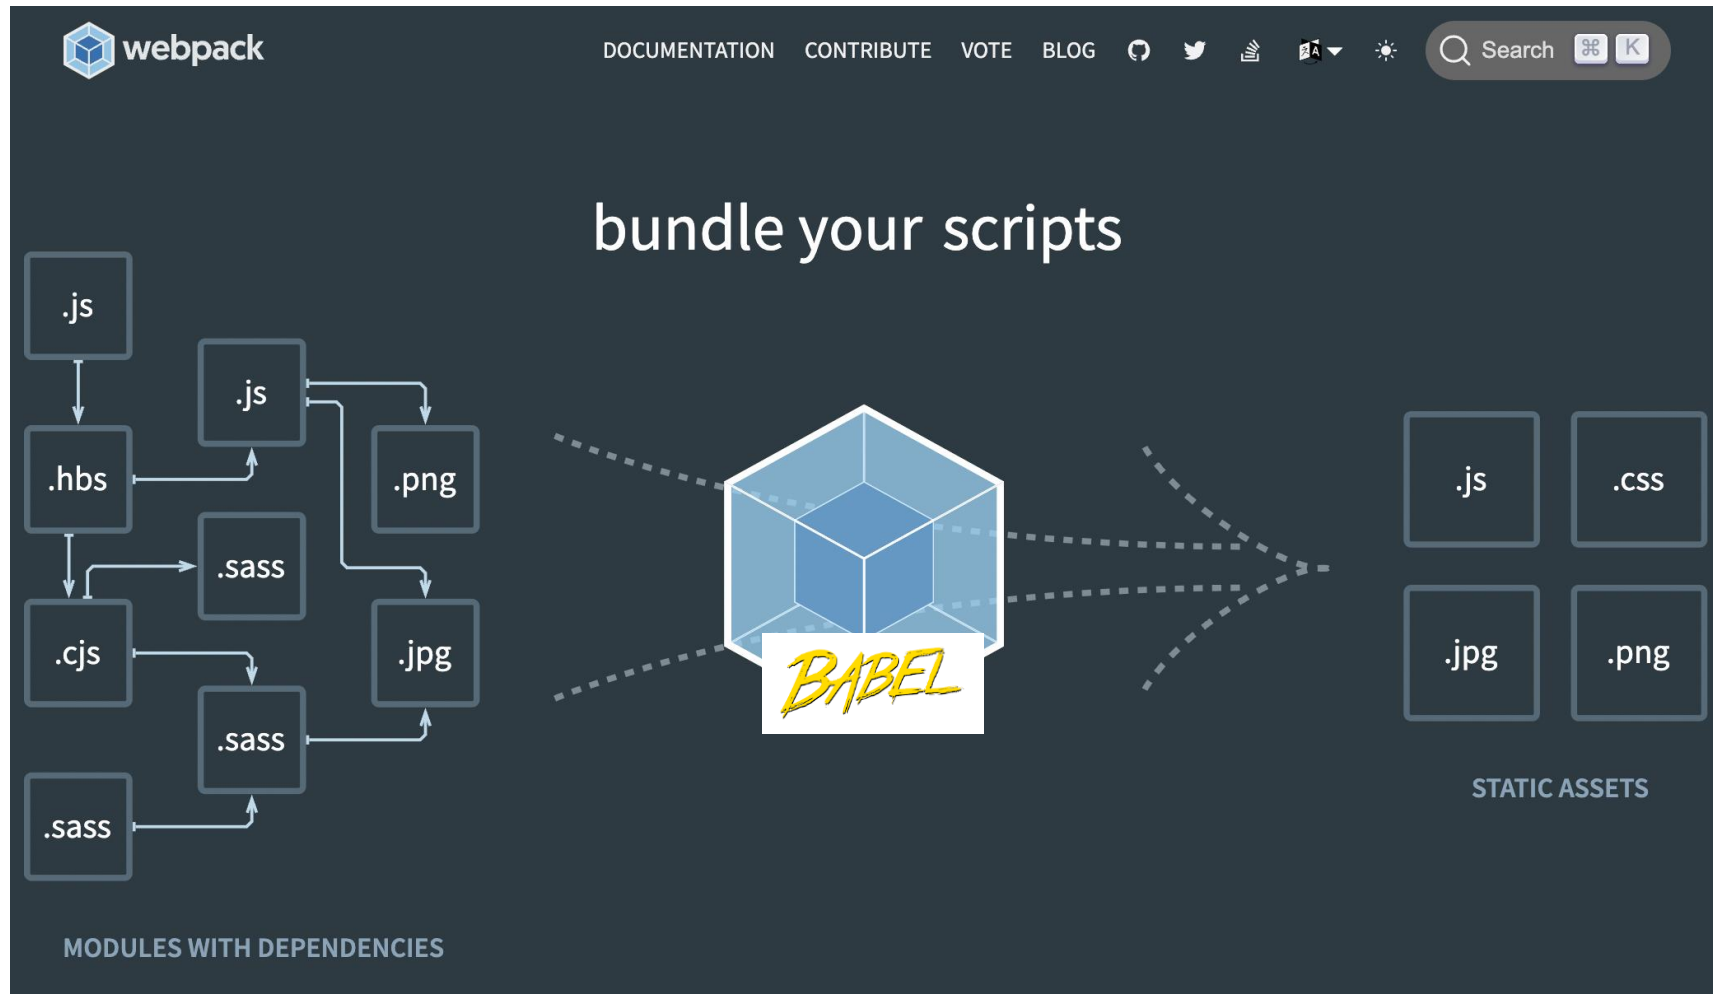 webpack
DOCUMENTATION CONTRIBUTE VOTE BLOG
Search ⌘ K
bundle your scripts
.js
.js
.hbs
.png
.sass
.cjs
.jpg
.sass
.sass
MODULES WITH DEPENDENCIES
BABEL
.js .css
.jpg .png
STATIC ASSETS